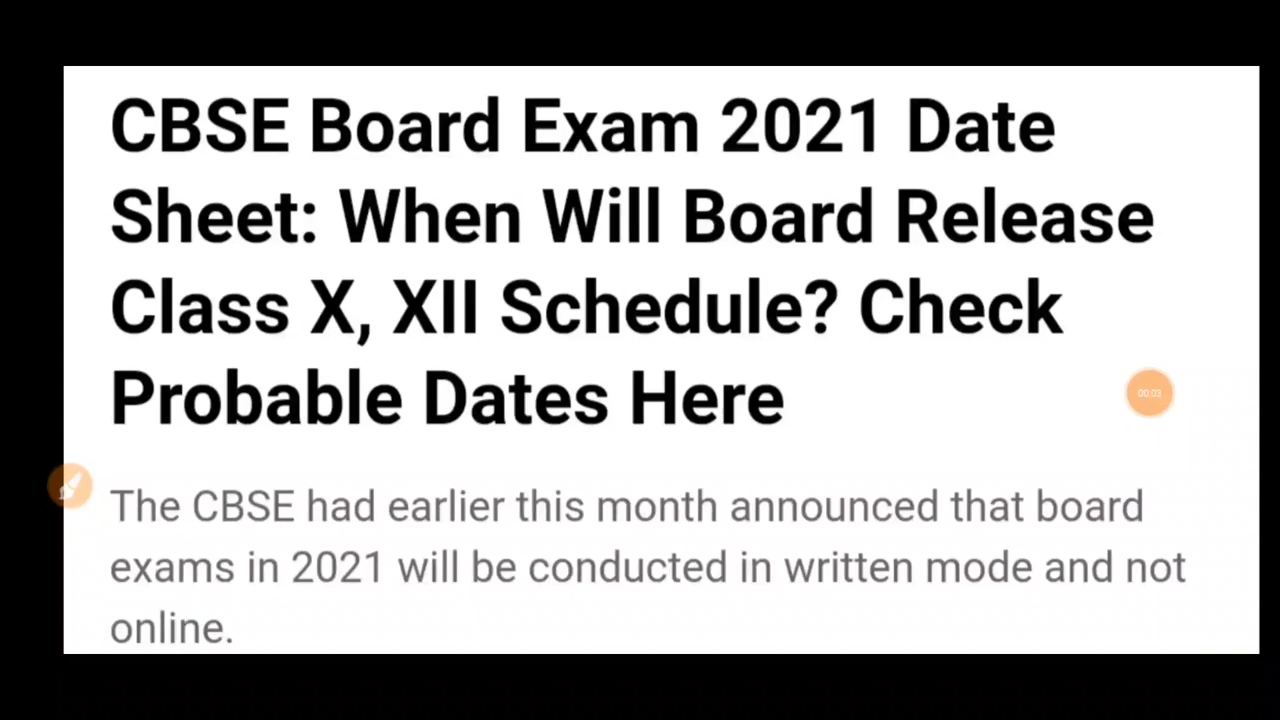 CBSE Board Exam 2021 Date
Sheet: When Will Board Release
Class X, XII Schedule? Check
Probable Dates Here
00:03
The CBSE had earlier this month announced that board
exams in 2021 will be conducted in written mode and not
online.